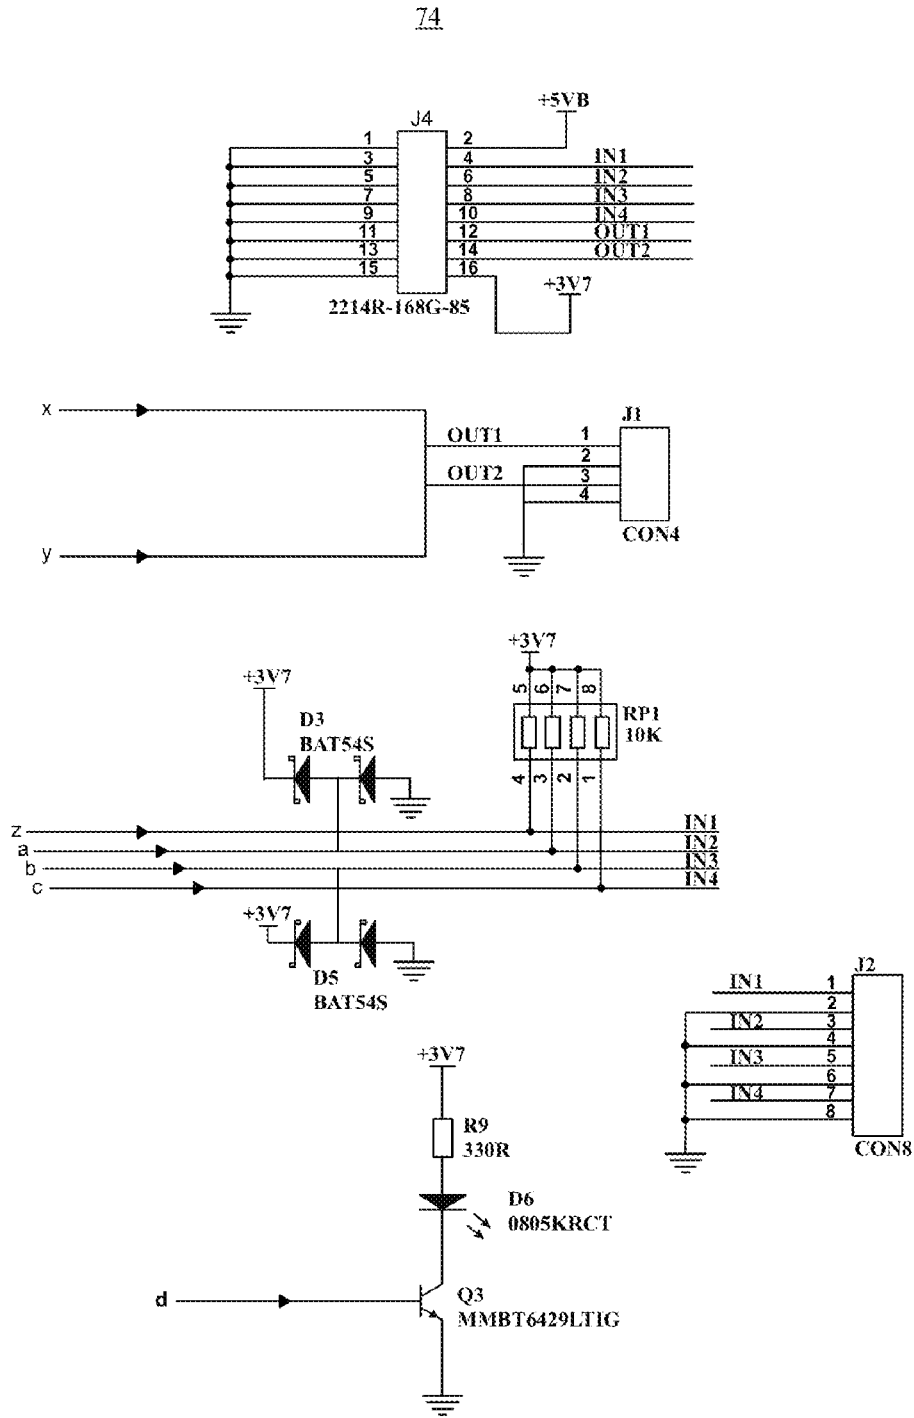 74
+5VB
J4
1 2
3 4 IN1
5 6 IN2
7 8 IN3
9 10 IN4
11 12 OUT1
13 14 OUT2
15 16
+3V7
2214R-168G-85
x
J1
OUT1 1
2
OUT2 3
4
CON4
y
+3V7
+3V7
5 6 7 8
RP1
10K
D3
BAT54S
4 3 2 1
z IN1
a IN2
b IN3
c IN4
+3V7
D5
BAT54S
J2
IN1 1
2
IN2 3
4
IN3 5
6
IN4 7
8
CON8
+3V7
R9
330R
D6
0805KRCT
d
Q3
MMBT6429LTIG